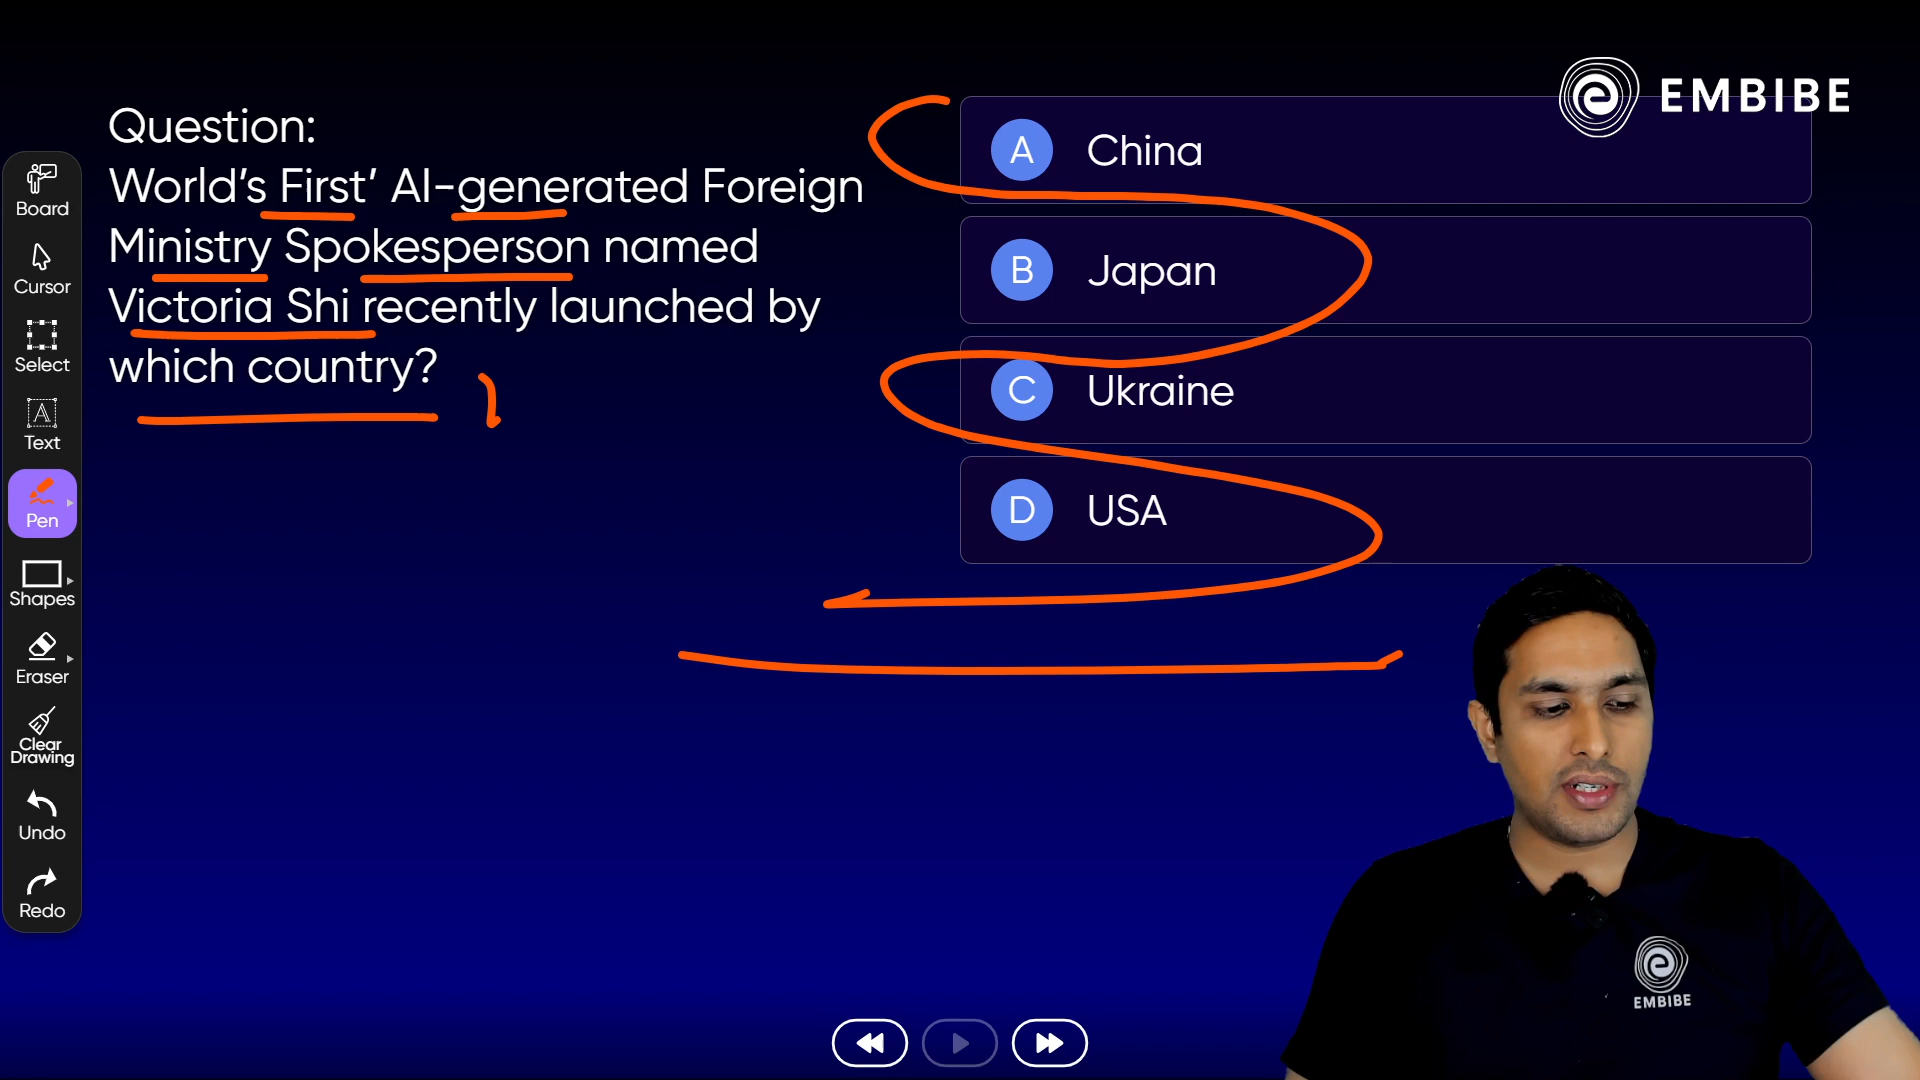 EMBIBE
Question:
World’s First’ AI-generated Foreign
Ministry Spokesperson named
Victoria Shi recently launched by
which country?
A China
B Japan
C Ukraine
D USA
Board
Cursor
Select
A
Text
Pen
Shapes
Eraser
Clear
Drawing
Undo
Redo
EMBIBE